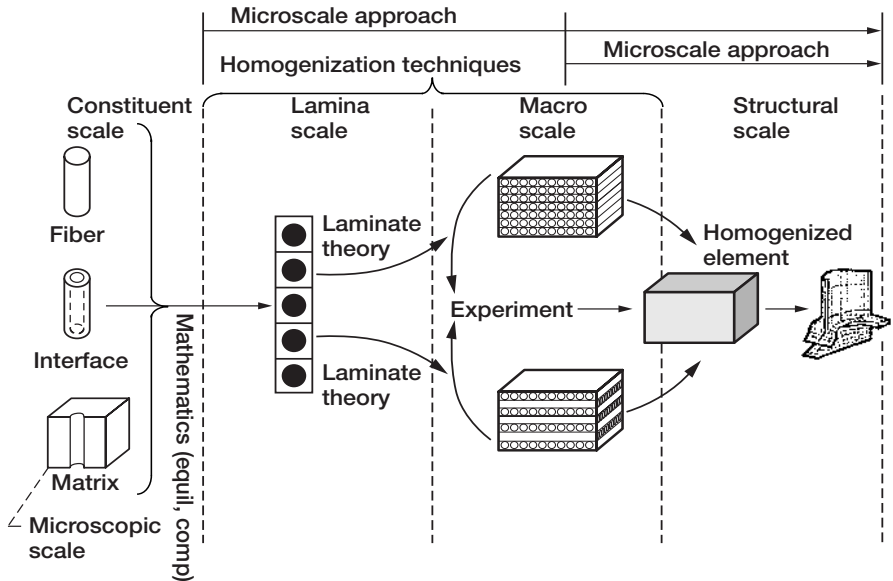 Microscale approach
Microscale approach
Homogenization techniques
Constituent
scale
Lamina
scale
Macro
scale
Structural
scale
Fiber
Laminate
theory
Homogenized
element
Interface
Experiment
Laminate
theory
Matrix
Microscopic
scale
Mathematics (equil, comp)